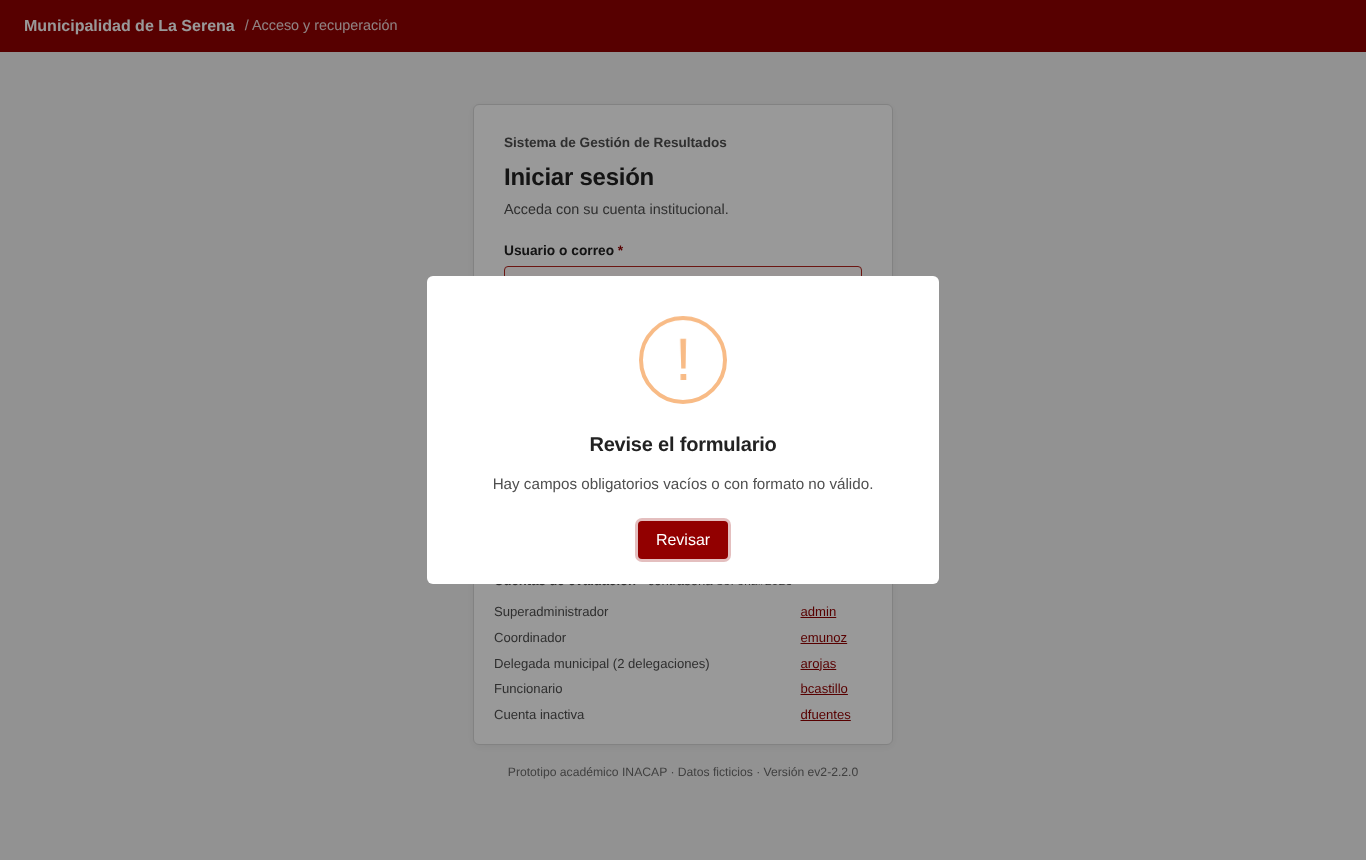 Municipalidad de La Serena / Acceso y recuperación
Sistema de Gestión de Resultados
Iniciar sesión
Acceda con su cuenta institucional.
Usuario o correo *
!
Revise el formulario
Hay campos obligatorios vacíos o con formato no válido.
Revisar
Superadministrador admin
Coordinador emunoz
Delegada municipal (2 delegaciones) arojas
Funcionario bcastillo
Cuenta inactiva dfuentes
Prototipo académico INACAP · Datos ficticios · Versión ev2-2.2.0